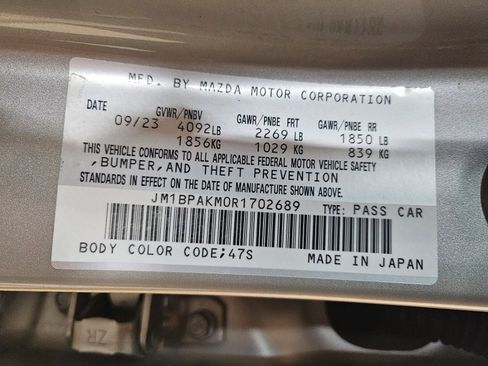 MFD. BY MAZDA MOTOR CORPORATION
DATE GVWR/PNBV GAWR/PNBE FRT GAWR/PNBE RR
09/23 4092LB 2269 LB 1850 LB
1856KG 1029 KG 839 KG
THIS VEHICLE CONFORMS TO ALL APPLICABLE FEDERAL MOTOR VEHICLE SAFETY
,BUMPER,AND THEFT PREVENTION
STANDARDS IN EFFECT ON THE DATE OF MANUFACTURE SHOWN ABOVE.
JM1BPAKM0R1702689 TYPE: PASS CAR
BODY COLOR CODE;47S MADE IN JAPAN
ZR